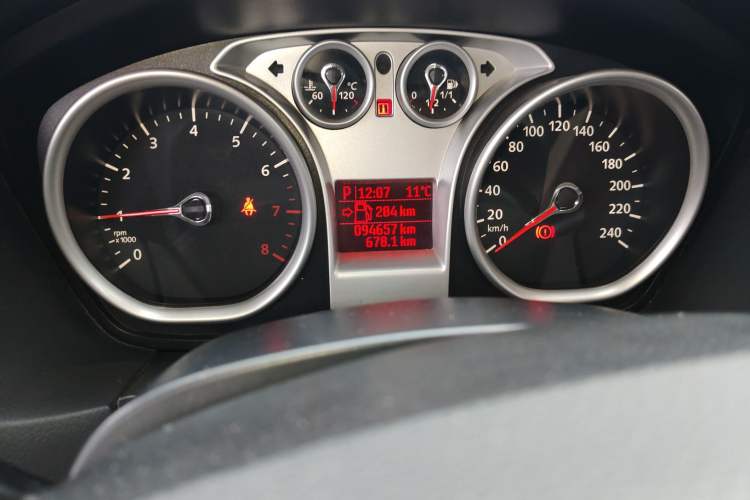 60 120 °C
0 1/2 1/1
0 1 2 3 4 5 6 7 8
rpm
x 1000
P 12:07 11°C
284 km
094657 km
678.1 km
0 20 40 60 80 100 120 140 160 180 200 220 240
km/h